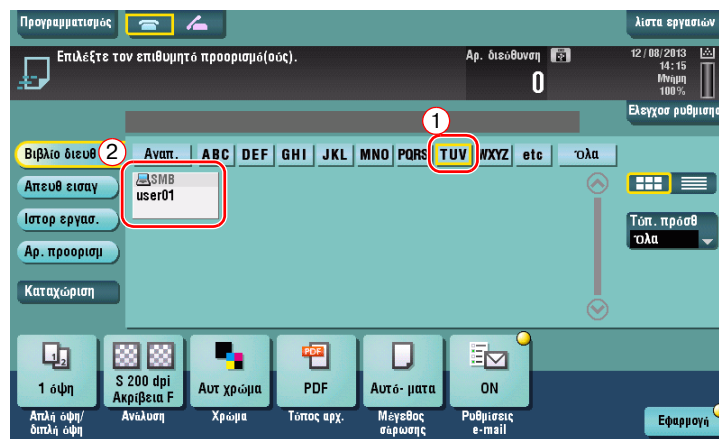 Προγραμματισμός
λίστα εργασιών
Επιλέξτε τον επιθυμητό προορισμό(ούς).
Αρ. διεύθυνση
0
12/08/2013
14:15
Μνήμη
100%
Ελεγχοσ ρυθμιση
1
Βιβλίο διευθ
2
Αναπ.
ABC
DEF
GHI
JKL
MNO
PQRS
TUV
WXYZ
etc
Όλα
Απευθ εισαγ
SMB
user01
Ιστορ εργασ.
Τύπ. πρόσθ
Όλα
Αρ. προορισμ
Καταχώριση
1
2
PDF
1 όψη
S 200 dpi
Ακρίβεια F
Αυτ χρώμα
PDF
Αυτό- ματα
ON
Απλή όψη/
διπλή όψη
Ανάλυση
Χρώμα
Τύπος αρχ.
Μέγεθος
σάρωσης
Ρυθμίσεις
e-mail
Εφαρμογή